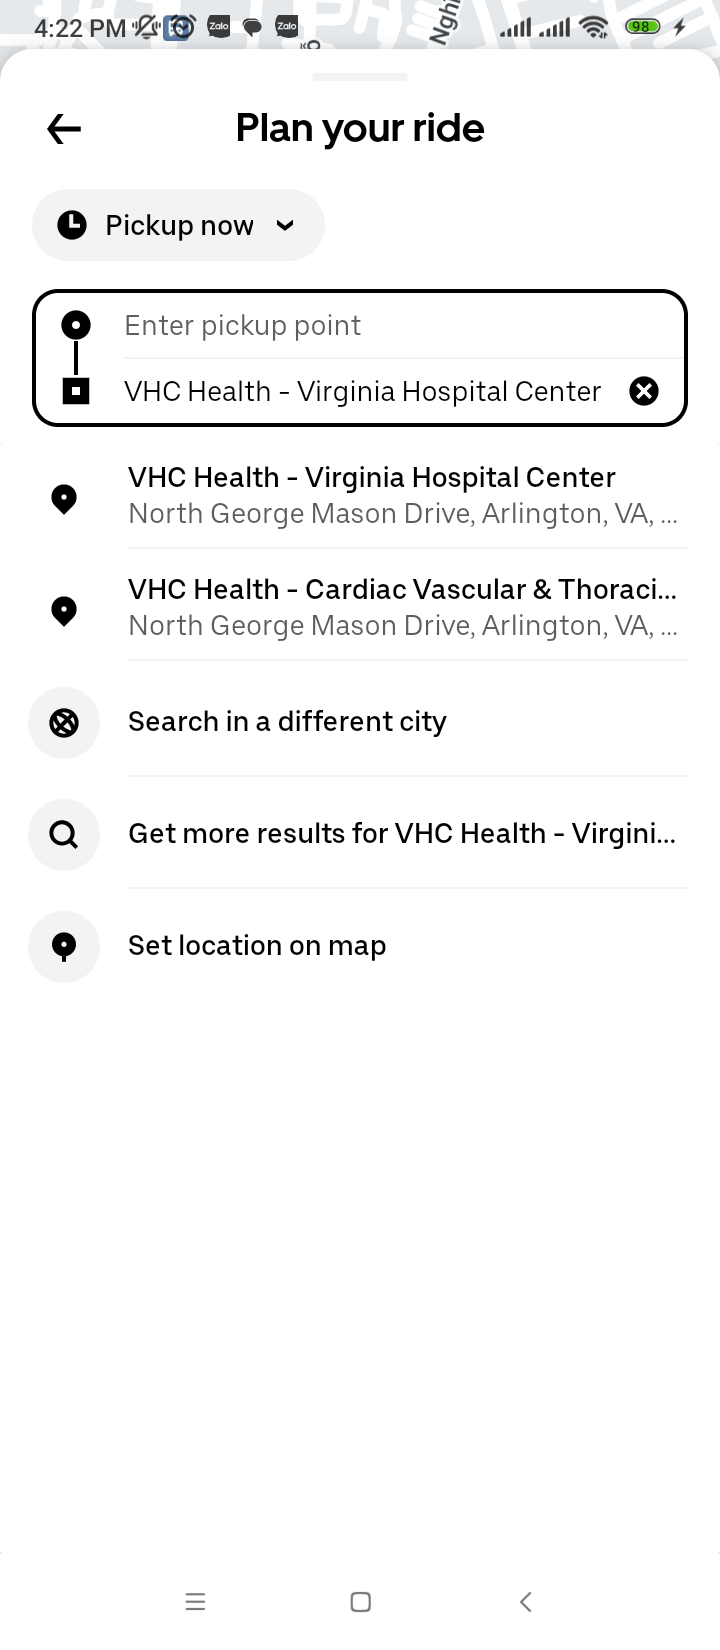 4:22 PM
Zalo
Zalo
98
Plan your ride
Pickup now
Enter pickup point
VHC Health - Virginia Hospital Center
VHC Health - Virginia Hospital Center
North George Mason Drive, Arlington, VA, ...
VHC Health - Cardiac Vascular & Thoraci...
North George Mason Drive, Arlington, VA, ...
Search in a different city
Get more results for VHC Health - Virgini...
Set location on map